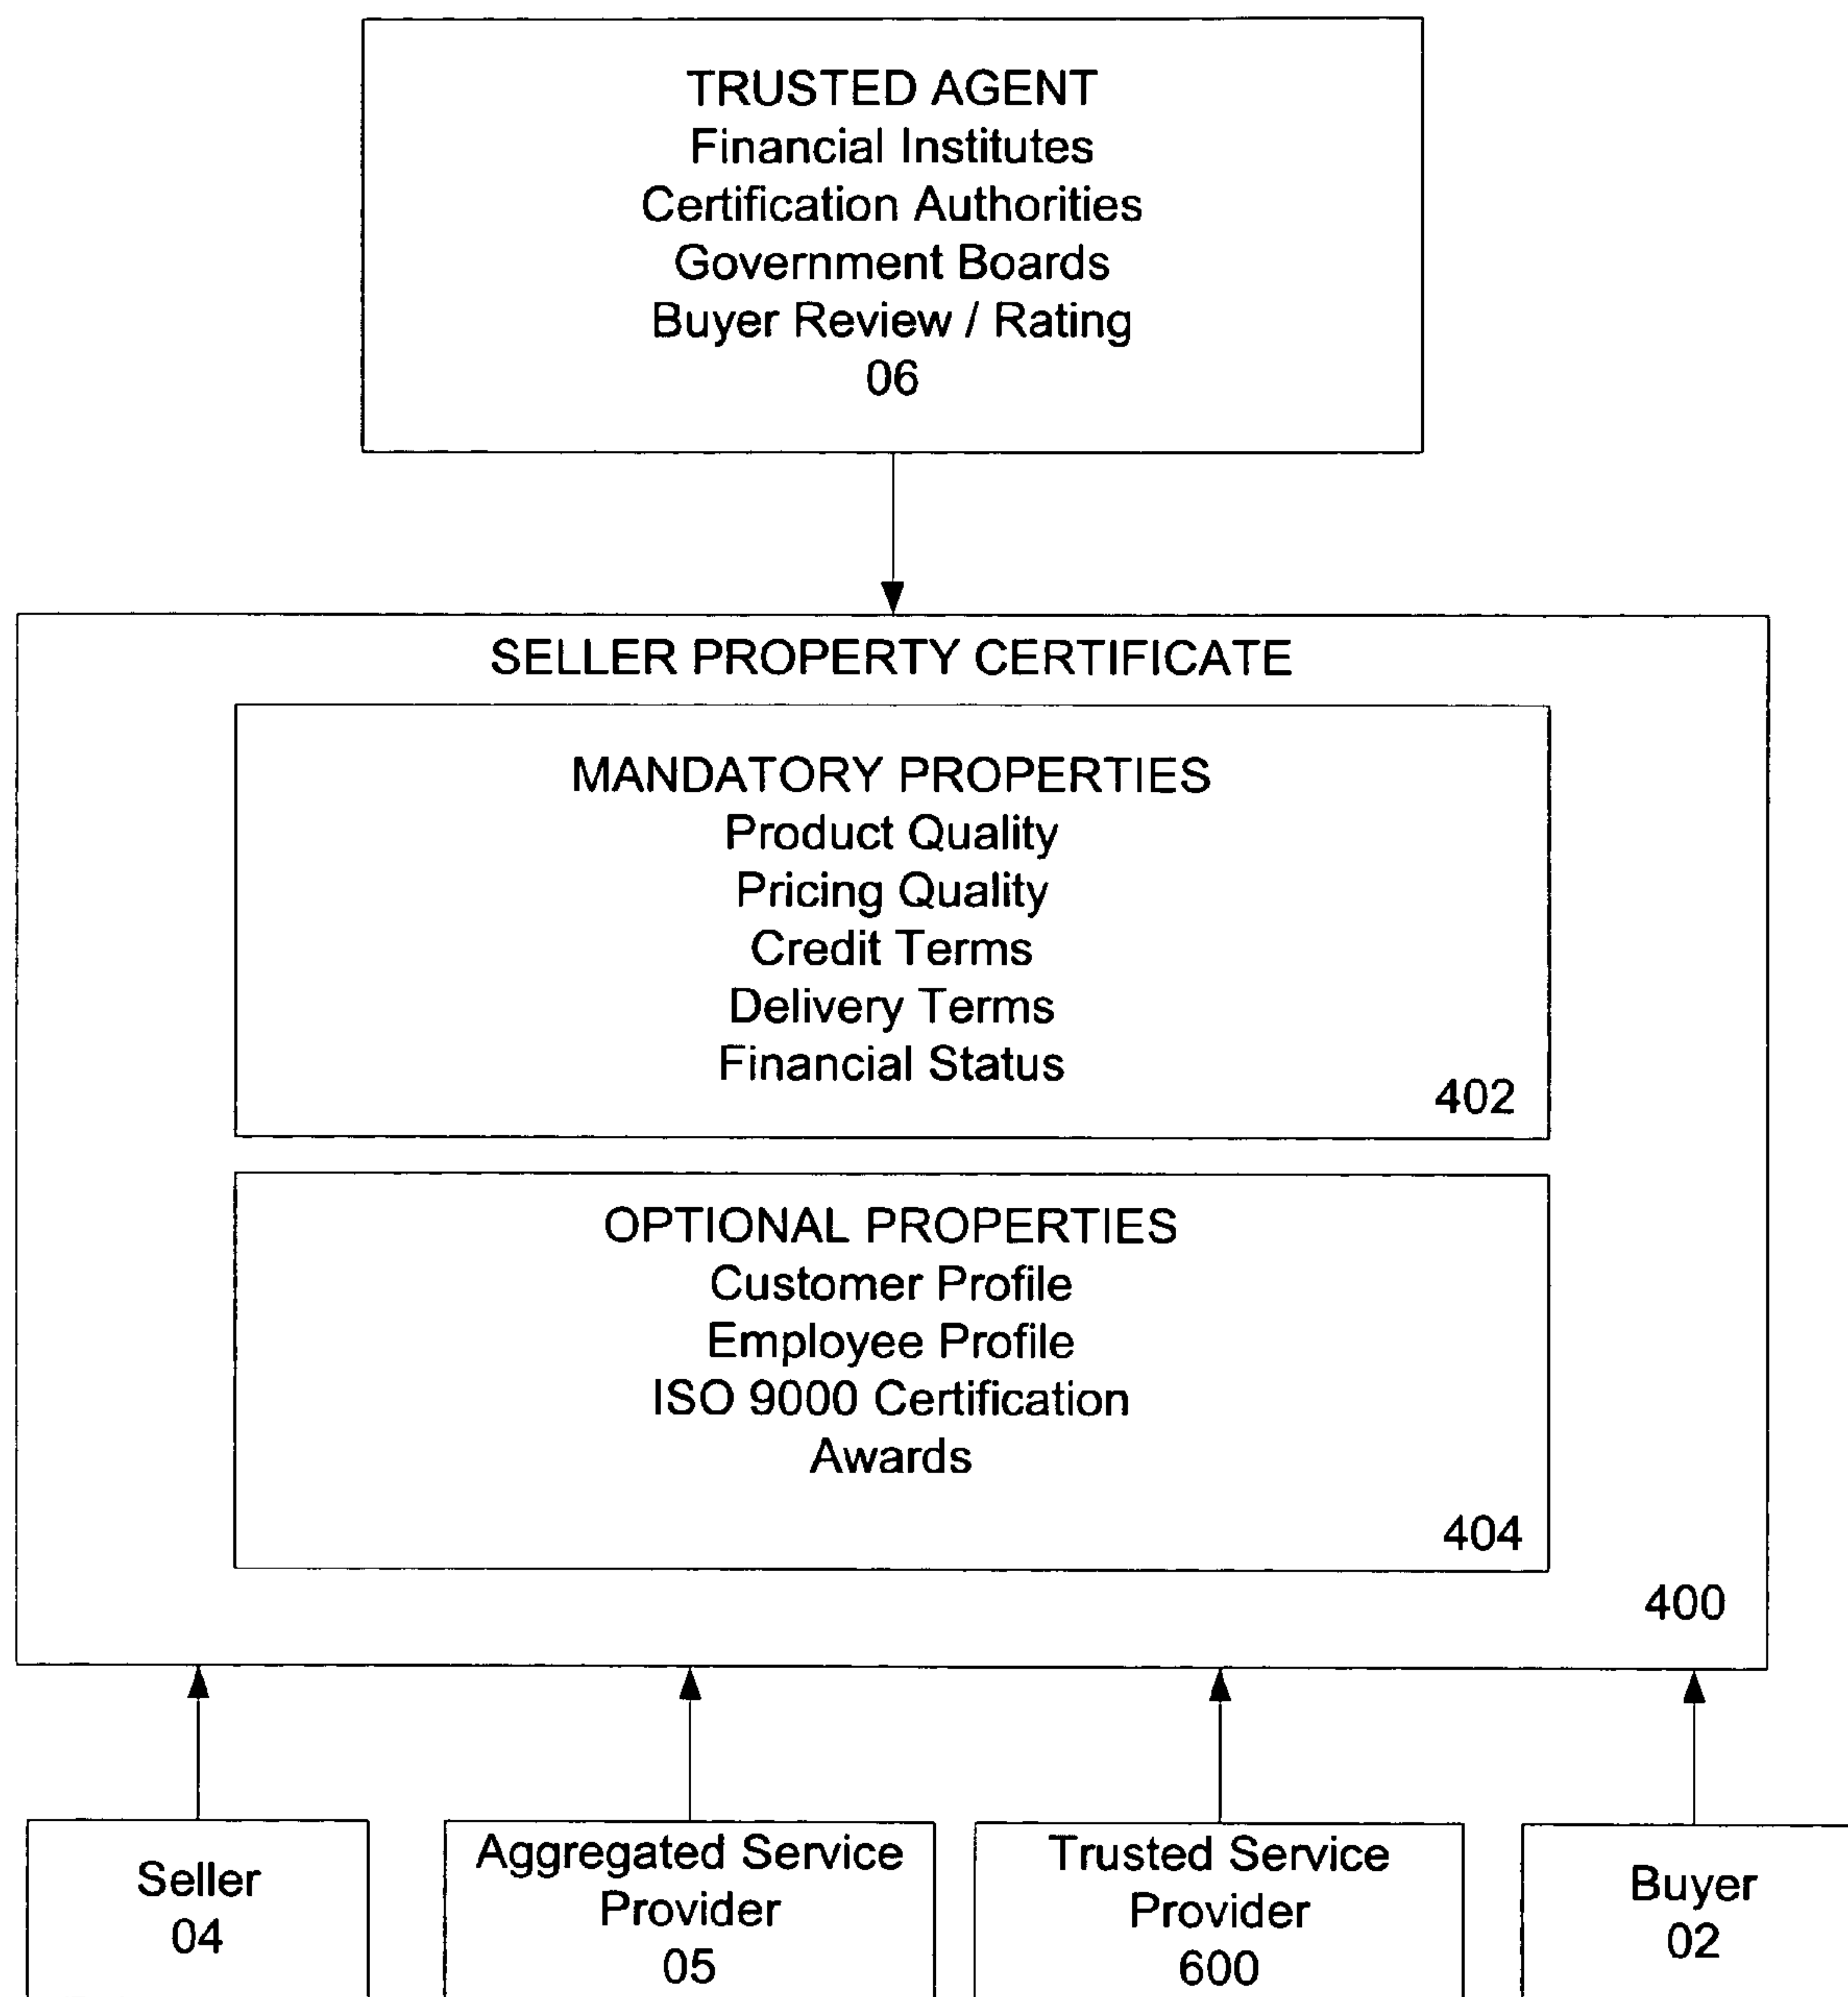 TRUSTED AGENT
Financial Institutes
Certification Authorities
Government Boards
Buyer Review / Rating
06
SELLER PROPERTY CERTIFICATE
MANDATORY PROPERTIES
Product Quality
Pricing Quality
Credit Terms
Delivery Terms
Financial Status
402
OPTIONAL PROPERTIES
Customer Profile
Employee Profile
ISO 9000 Certification
Awards
404
400
Seller
04
Aggregated Service
Provider
05
Trusted Service
Provider
600
Buyer
02